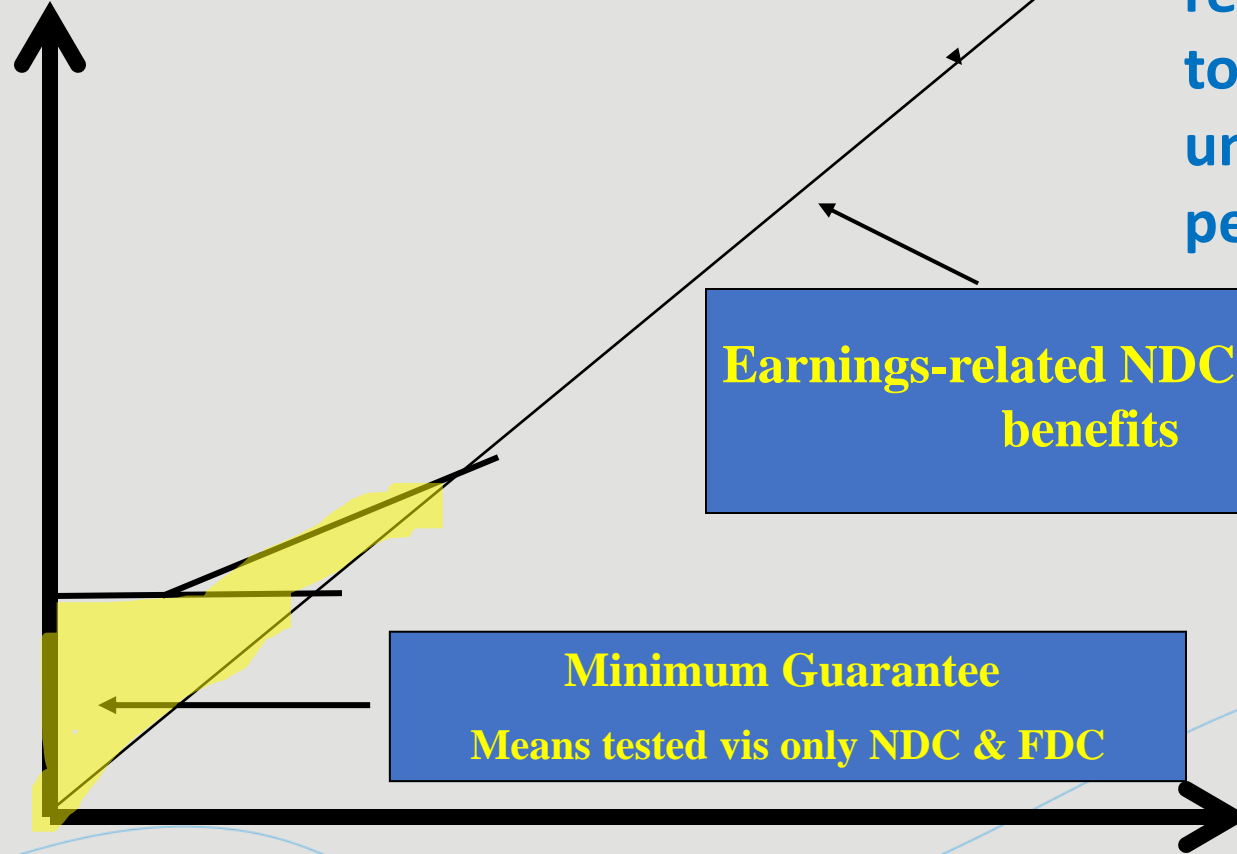 Earnings-related NDC
benefits
Minimum Guarantee
Means tested vis only NDC & FDC